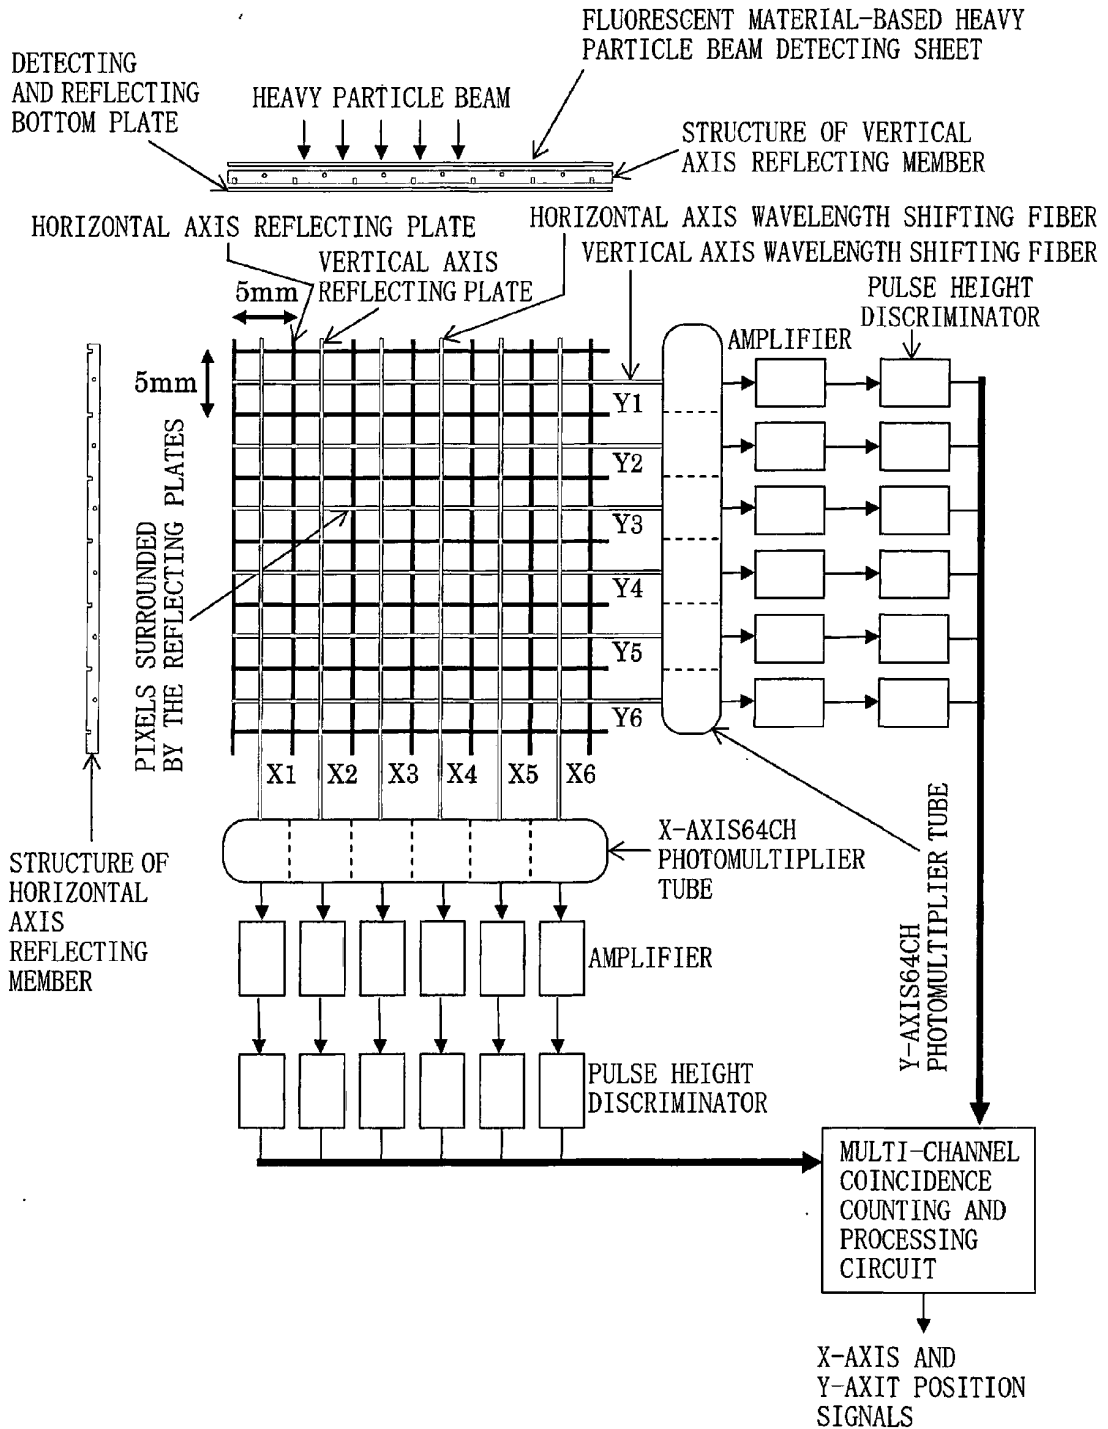 FLUORESCENT MATERIAL-BASED HEAVY
PARTICLE BEAM DETECTING SHEET
DETECTING
AND REFLECTING
BOTTOM PLATE
HEAVY PARTICLE BEAM
STRUCTURE OF VERTICAL
AXIS REFLECTING MEMBER
HORIZONTAL AXIS REFLECTING PLATE
HORIZONTAL AXIS WAVELENGTH SHIFTING FIBER
VERTICAL AXIS WAVELENGTH SHIFTING FIBER
VERTICAL AXIS
REFLECTING PLATE
5mm
PULSE HEIGHT
DISCRIMINATOR
AMPLIFIER
5mm
Y1
Y2
Y3
Y4
Y5
Y6
PIXELS SURROUNDED
BY THE REFLECTING PLATES
X1 X2 X3 X4 X5 X6
STRUCTURE OF
HORIZONTAL
AXIS
REFLECTING
MEMBER
X-AXIS64CH
PHOTOMULTIPLIER
TUBE
Y-AXIS64CH
PHOTOMULTIPLIER TUBE
AMPLIFIER
PULSE HEIGHT
DISCRIMINATOR
MULTI-CHANNEL
COINCIDENCE
COUNTING AND
PROCESSING
CIRCUIT
X-AXIS AND
Y-AXIT POSITION
SIGNALS